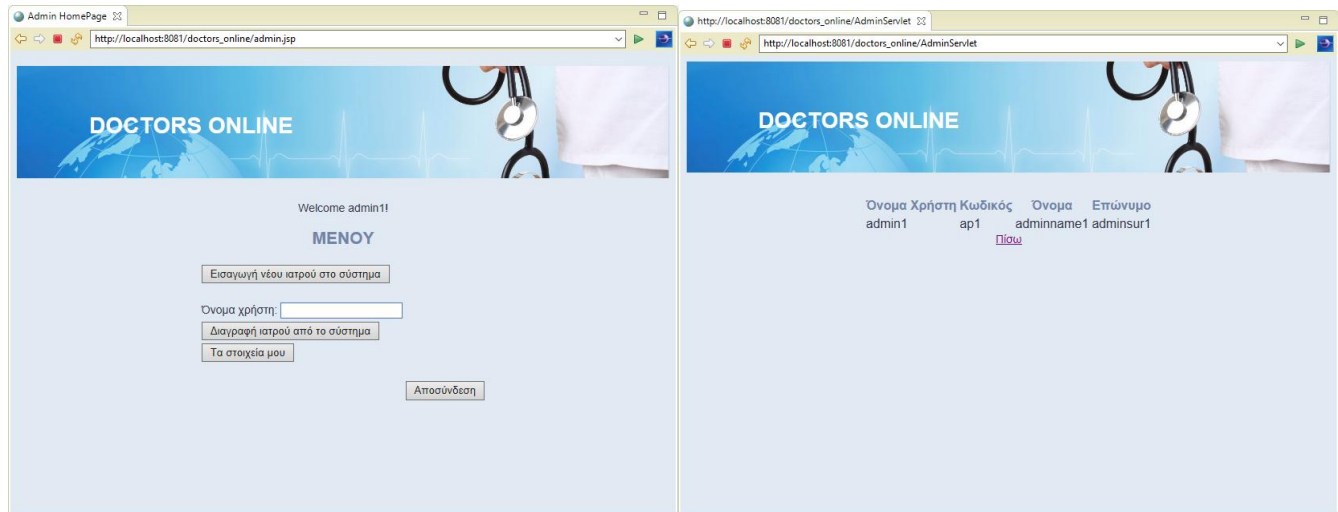 Admin HomePage
http://localhost:8081/doctors_online/admin.jsp
DOCTORS ONLINE
Welcome admin1!
ΜΕΝΟΥ
Εισαγωγή νέου ιατρού στο σύστημα
Όνομα χρήστη:
Διαγραφή ιατρού από το σύστημα
Τα στοιχεία μου
Αποσύνδεση
http://localhost:8081/doctors_online/AdminServlet
http://localhost:8081/doctors_online/AdminServlet
DOCTORS ONLINE
Όνομα Χρήστη Κωδικός Όνομα Επώνυμο
admin1 ap1 adminname1 adminsur1
Πίσω